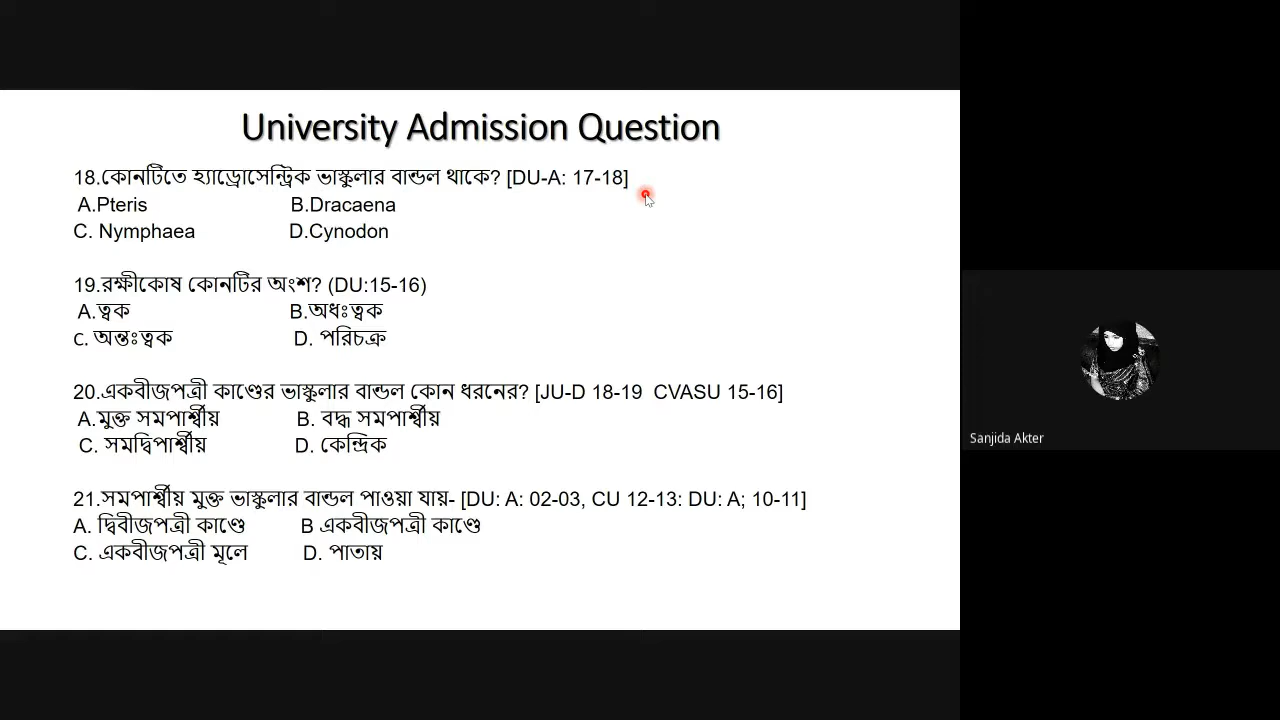 University Admission Question
18.কোনটিতে হ্যাড্রোসেন্ট্রিক ভাস্কুলার বান্ডল থাকে? [DU-A: 17-18]
A.Pteris B.Dracaena
C. Nymphaea D.Cynodon
19.রক্ষীকোষ কোনটির অংশ? (DU:15-16)
A.ত্বক B.অধঃত্বক
C. অন্তঃত্বক D. পরিচক্র
20.একবীজপত্রী কাণ্ডের ভাস্কুলার বান্ডল কোন ধরনের? [JU-D 18-19 CVASU 15-16]
A.মুক্ত সমপার্শ্বীয় B. বদ্ধ সমপার্শ্বীয়
C. সমদ্বিপার্শ্বীয় D. কেন্দ্রিক
21.সমপার্শ্বীয় মুক্ত ভাস্কুলার বান্ডল পাওয়া যায়- [DU: A: 02-03, CU 12-13: DU: A; 10-11]
A. দ্বিবীজপত্রী কাণ্ডে B একবীজপত্রী কাণ্ডে
C. একবীজপত্রী মূলে D. পাতায়
Sanjida Akter